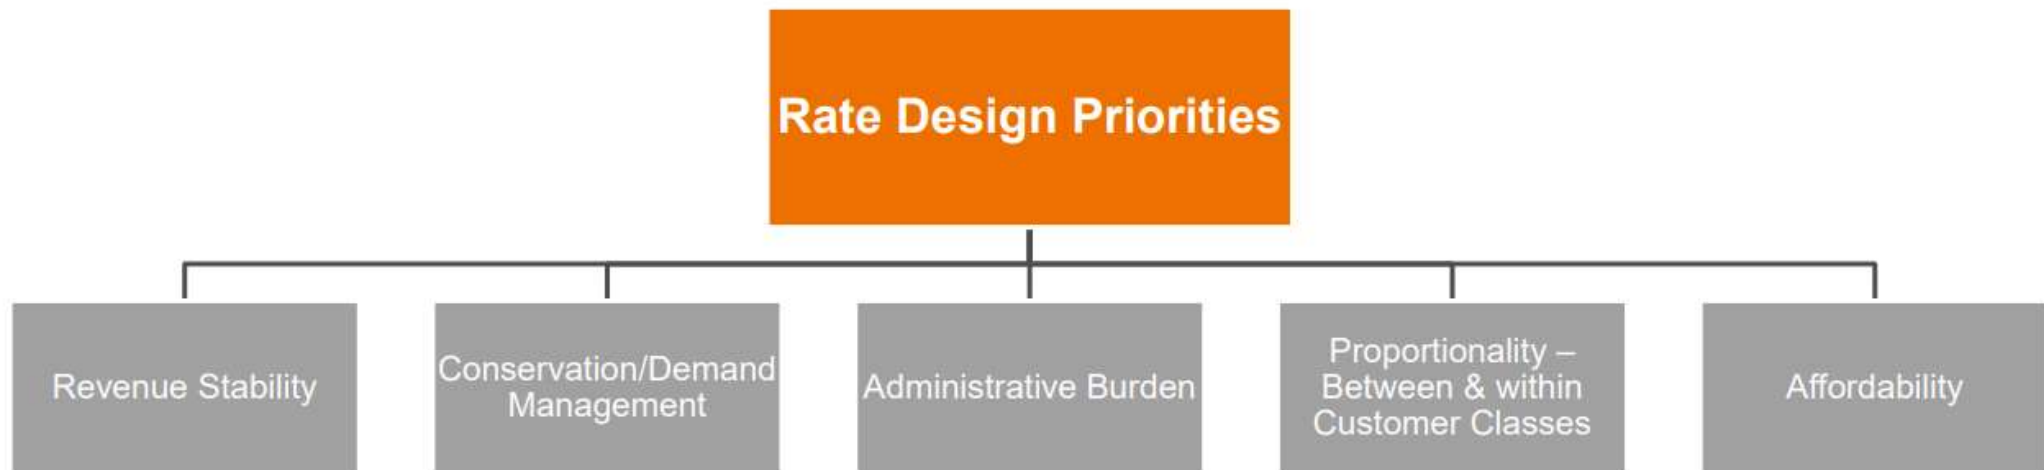 Rate Design Priorities
Revenue Stability
Conservation/Demand
Management
Administrative Burden
Proportionality –
Between & within
Customer Classes
Affordability